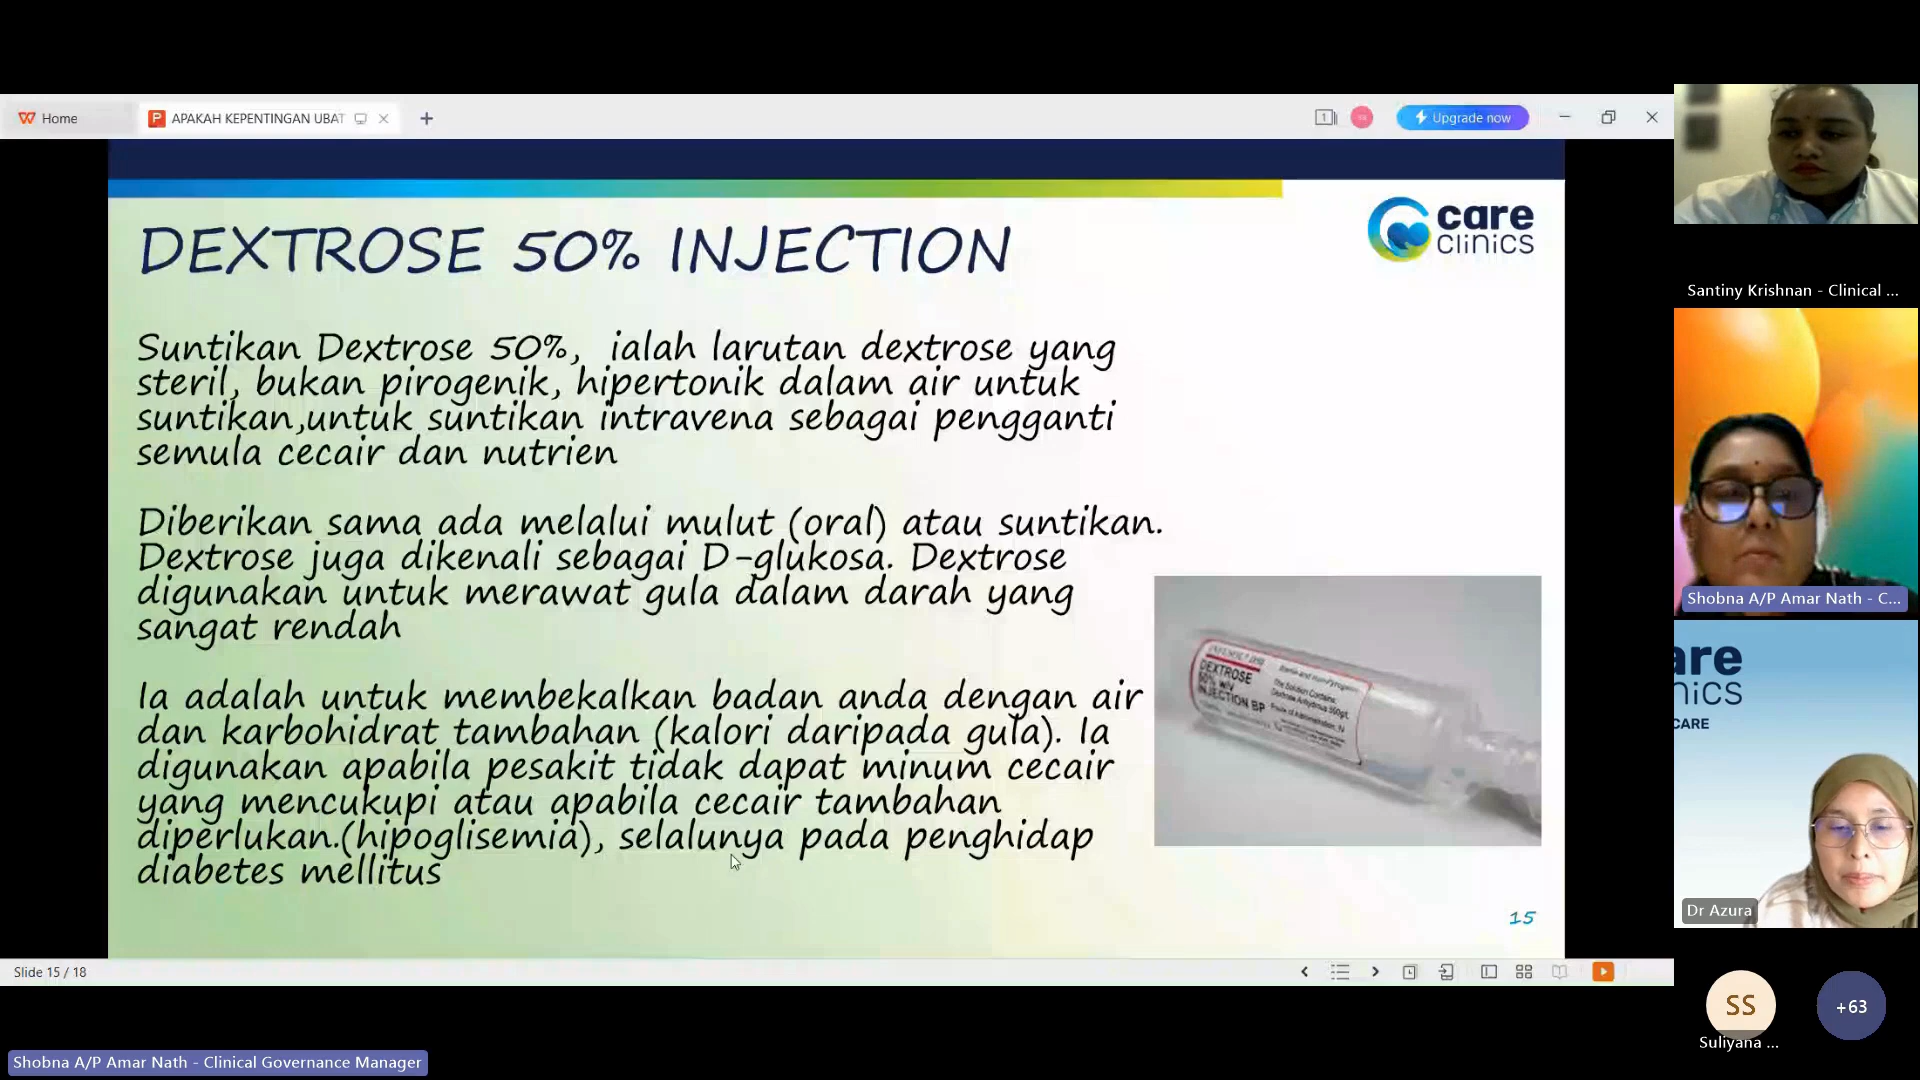 Home
APAKAH KEPENTINGAN UBAT
1
Upgrade now
care
clinics
DEXTROSE 50% INJECTION
Suntikan Dextrose 50%, ialah larutan dextrose yang
steril, bukan pirogenik, hipertonik dalam air untuk
suntikan,untuk suntikan intravena sebagai pengganti
semula cecair dan nutrien
Diberikan sama ada melalui mulut (oral) atau suntikan.
Dextrose juga dikenali sebagai D-glukosa. Dextrose
digunakan untuk merawat gula dalam darah yang
sangat rendah
Ia adalah untuk membekalkan badan anda dengan air
dan karbohidrat tambahan (kalori daripada gula). Ia
digunakan apabila pesakit tidak dapat minum cecair
yang mencukupi atau apabila cecair tambahan
diperlukan.(hipoglisemia), selalunya pada penghidap
diabetes mellitus
DEXTROSE
50% W/V
INJECTION BP
15
Slide 15 / 18
Santiny Krishnan - Clinical ...
Shobna A/P Amar Nath - C...
are
nics
CARE
Dr Azura
SS
+63
Suliyana ...
Shobna A/P Amar Nath - Clinical Governance Manager